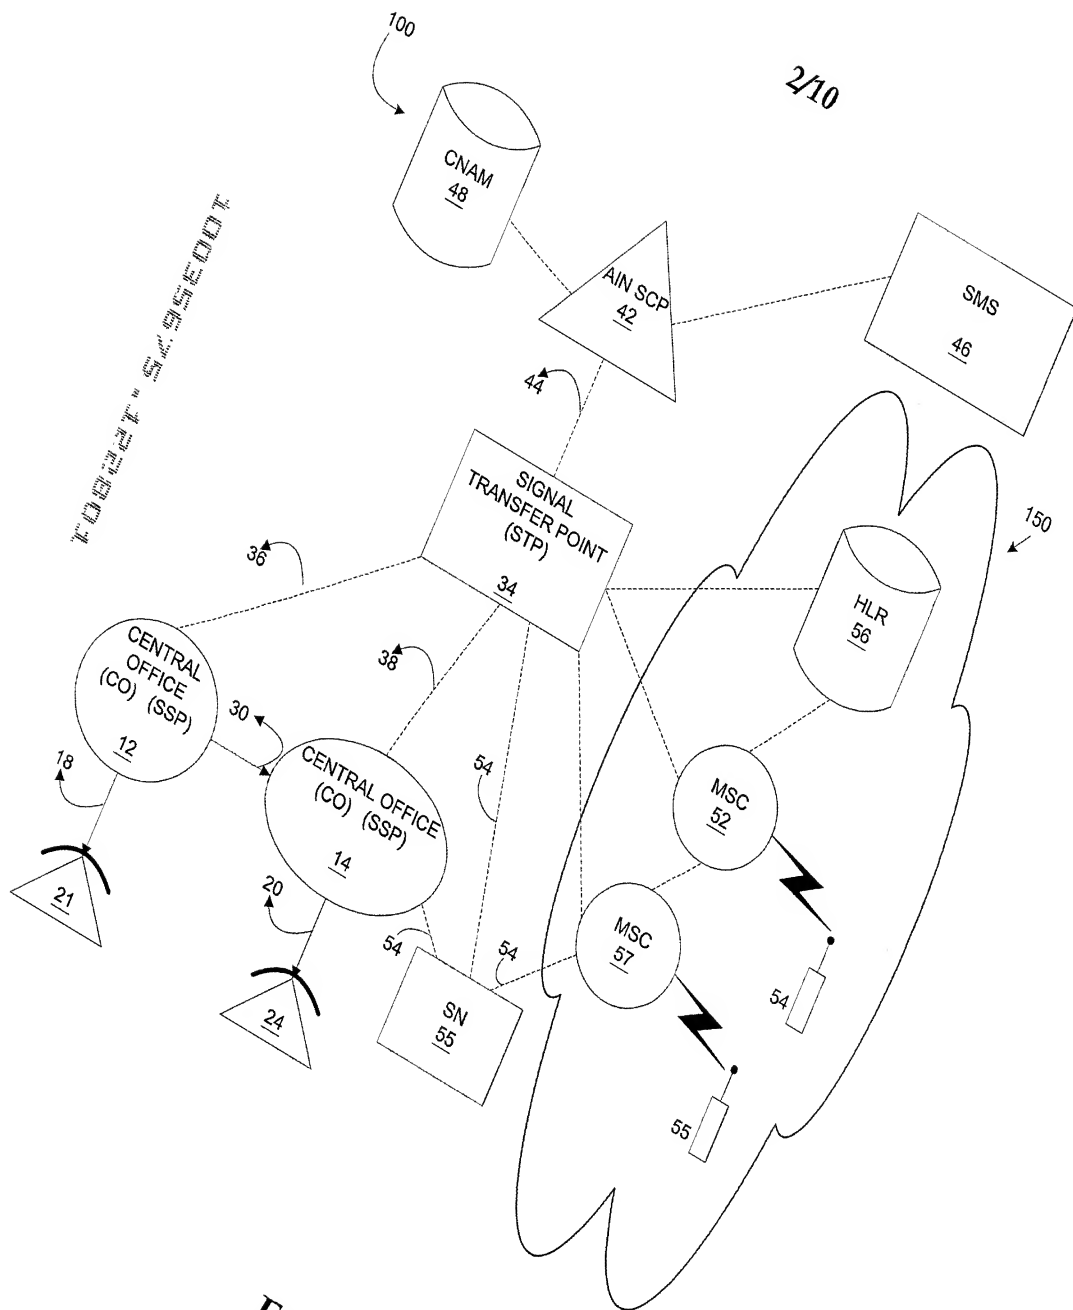 2/10
100
CNAM
48
AIN SCP
42
SMS
46
44
SIGNAL
TRANSFER POINT
(STP)
34
36
38
150
HLR
56
CENTRAL
OFFICE
(CO) (SSP)
12
30
CENTRAL OFFICE
(CO) (SSP)
14
18
21
20
24
54
54
54
SN
55
MSC
52
MSC
57
54
55
10035675.122801